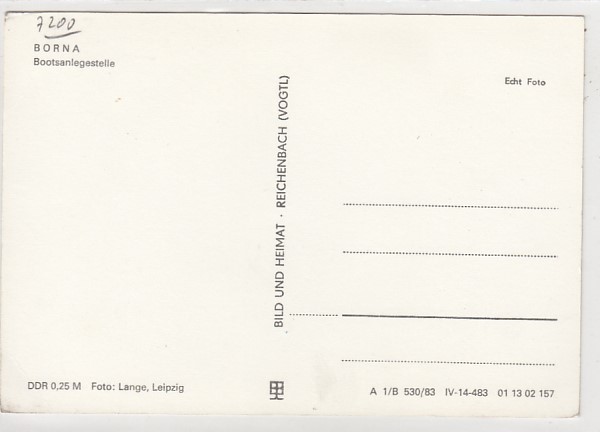 7200
BORNA
Bootsanlegestelle
Echt Foto
BILD UND HEIMAT · REICHENBACH (VOGTL)
DDR 0,25 M Foto: Lange, Leipzig
A 1/B 530/83 IV-14-483 01 13 02 157